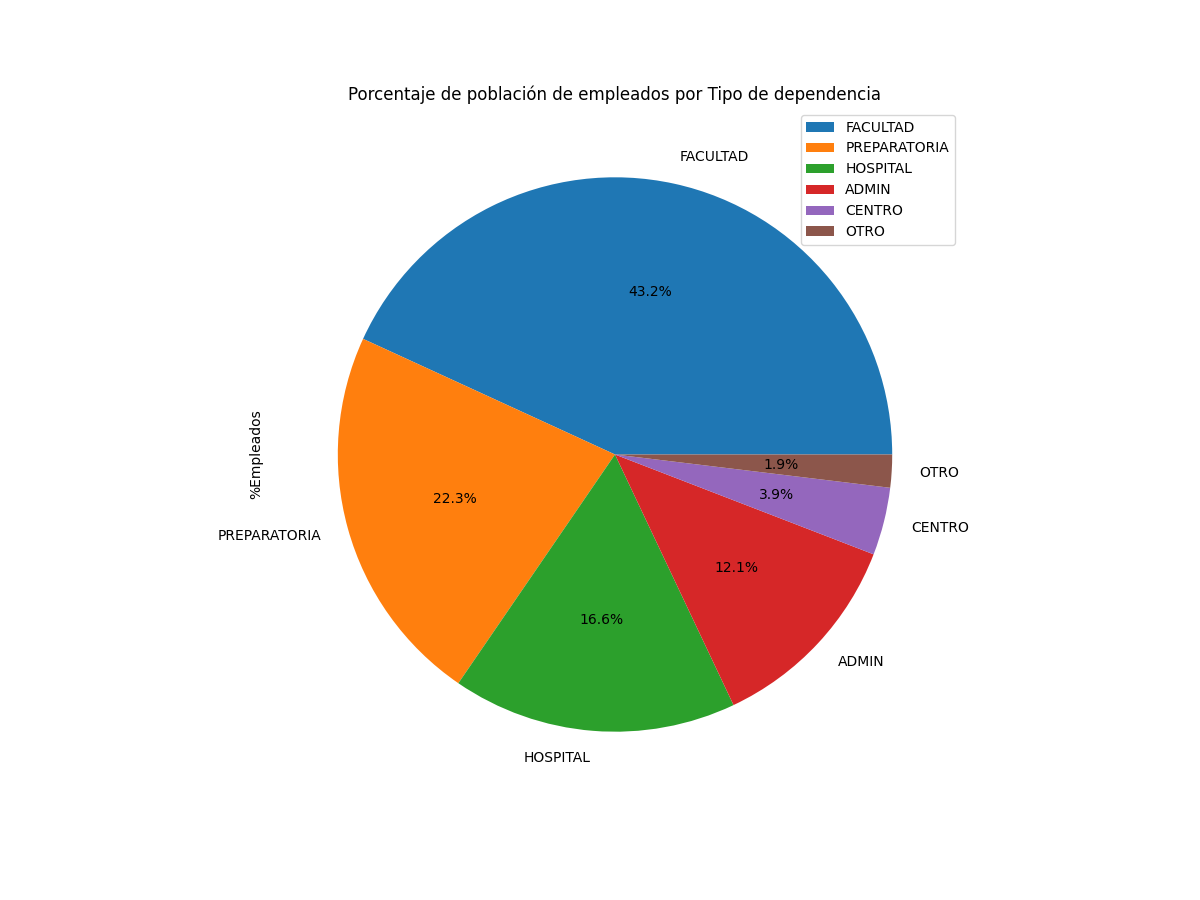 Porcentaje de población de empleados por Tipo de dependencia
FACULTAD
PREPARATORIA
HOSPITAL
ADMIN
CENTRO
OTRO
FACULTAD
43.2%
%Empleados
22.3%
PREPARATORIA
16.6%
HOSPITAL
12.1%
ADMIN
3.9%
CENTRO
1.9%
OTRO